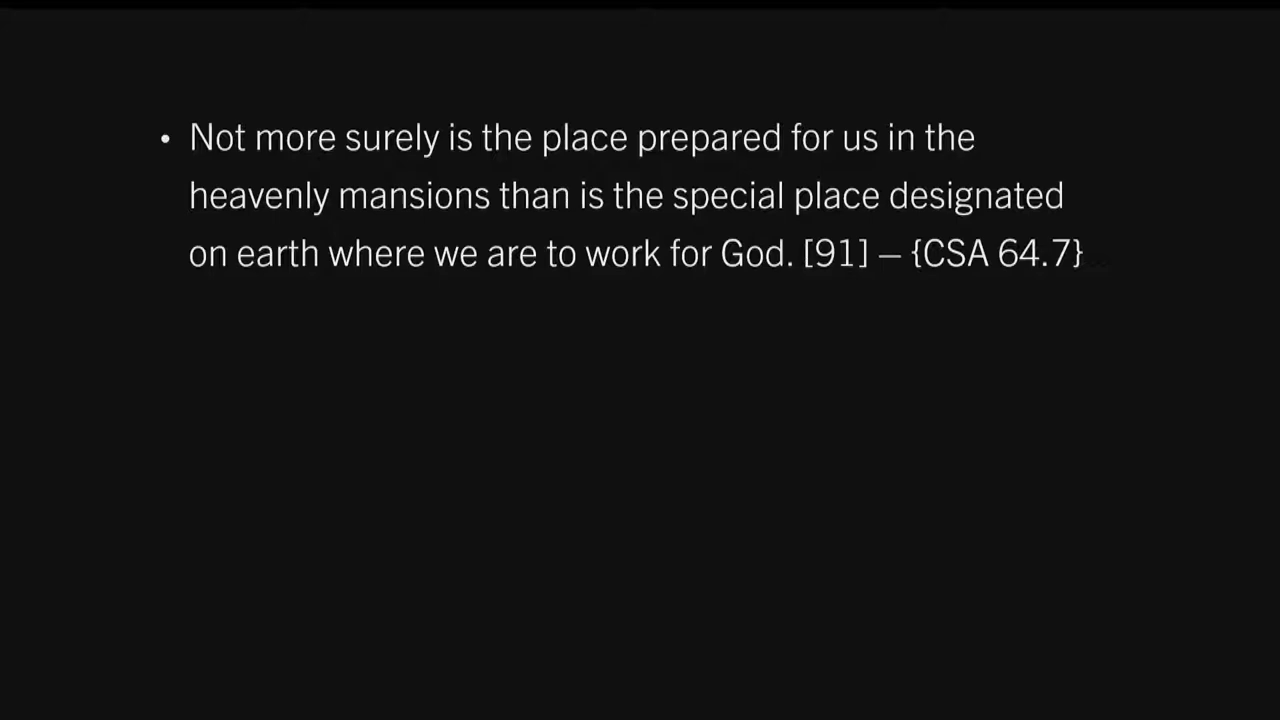 • Not more surely is the place prepared for us in the
heavenly mansions than is the special place designated
on earth where we are to work for God. [91] – {CSA 64.7}